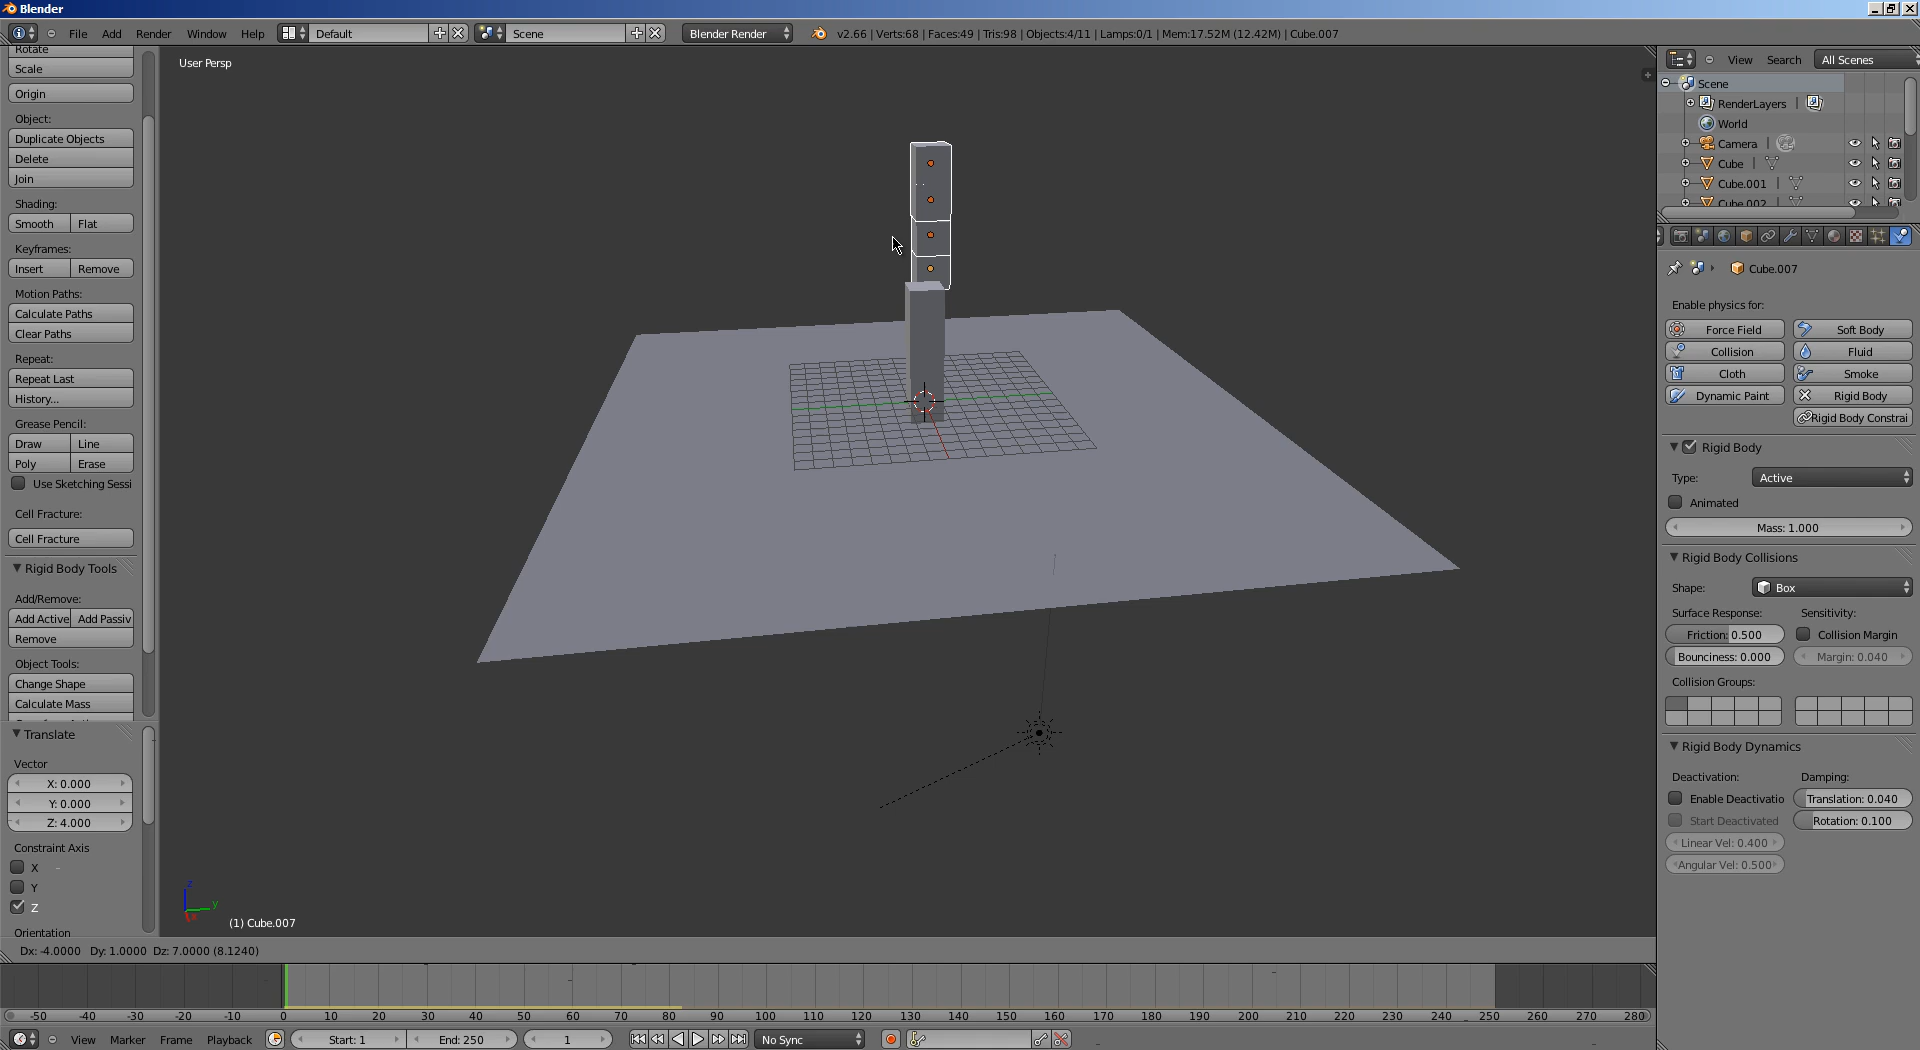 Blender
File Add Render Window Help Default Scene Blender Render v2.66 | Verts:68 | Faces:49 | Tris:98 | Objects:4/11 | Lamps:0/1 | Mem:17.52M (12.42M) | Cube.007
Rotate
Scale
Origin
Object:
Duplicate Objects
Delete
Join
Shading:
Smooth Flat
Keyframes:
Insert Remove
Motion Paths:
Calculate Paths
Clear Paths
Repeat:
Repeat Last
History...
Grease Pencil:
Draw Line
Poly Erase
Use Sketching Sessi
Cell Fracture:
Cell Fracture
Rigid Body Tools
Add/Remove:
Add Active Add Passiv
Remove
Object Tools:
Change Shape
Calculate Mass
Translate
Vector
X: 0.000
Y: 0.000
Z: 4.000
Constraint Axis
X
Y
Z
Orientation
User Persp
z
y
(1) Cube.007
Dx: -4.0000 Dy: 1.0000 Dz: 7.0000 (8.1240)
View Search All Scenes
Scene
RenderLayers
World
Camera
Cube
Cube.001
Cube.002
Cube.007
Enable physics for:
Force Field Soft Body
Collision Fluid
Cloth Smoke
Dynamic Paint Rigid Body
Rigid Body Constrai
Rigid Body
Type: Active
Animated
Mass: 1.000
Rigid Body Collisions
Shape: Box
Surface Response: Sensitivity:
Friction: 0.500 Collision Margin
Bounciness: 0.000 Margin: 0.040
Collision Groups:
Rigid Body Dynamics
Deactivation: Damping:
Enable Deactivatio Translation: 0.040
Start Deactivated Rotation: 0.100
Linear Vel: 0.400
Angular Vel: 0.500
-50 -40 -30 -20 -10 0 10 20 30 40 50 60 70 80 90 100 110 120 130 140 150 160 170 180 190 200 210 220 230 240 250 260 270 280
View Marker Frame Playback Start: 1 End: 250 1 No Sync